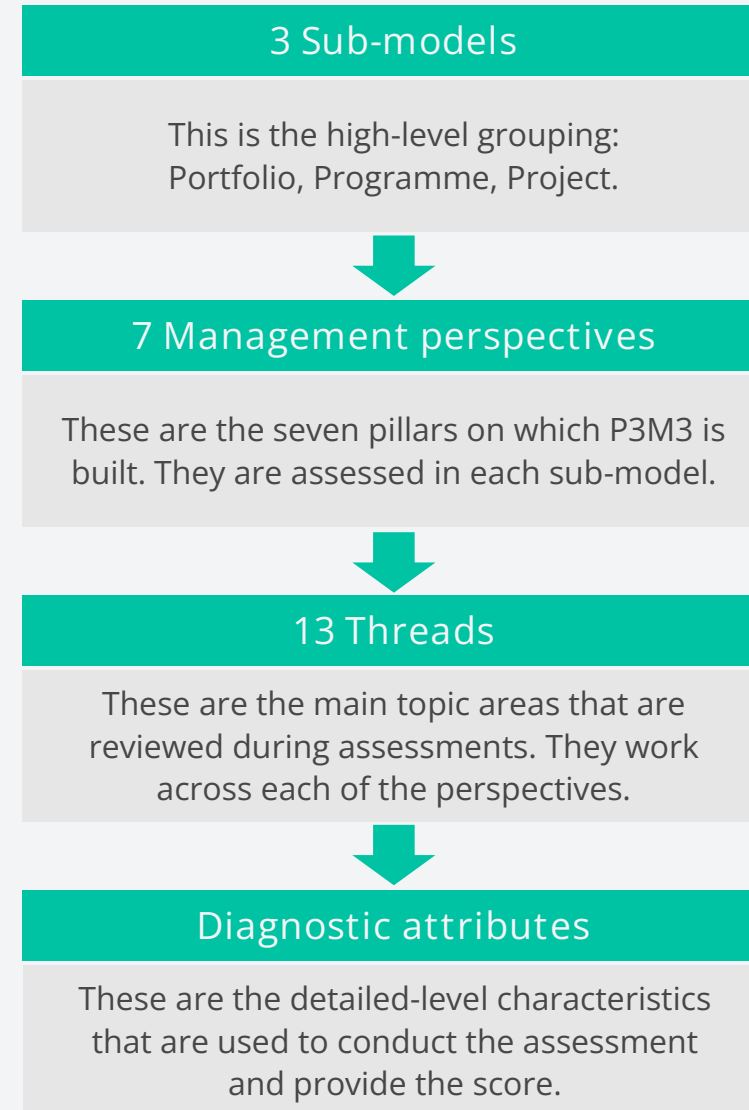 3 Sub-models
This is the high-level grouping:
Portfolio, Programme, Project.
7 Management perspectives
These are the seven pillars on which P3M3 is
built. They are assessed in each sub-model.
13 Threads
These are the main topic areas that are
reviewed during assessments. They work
across each of the perspectives.
Diagnostic attributes
These are the detailed-level characteristics
that are used to conduct the assessment
and provide the score.